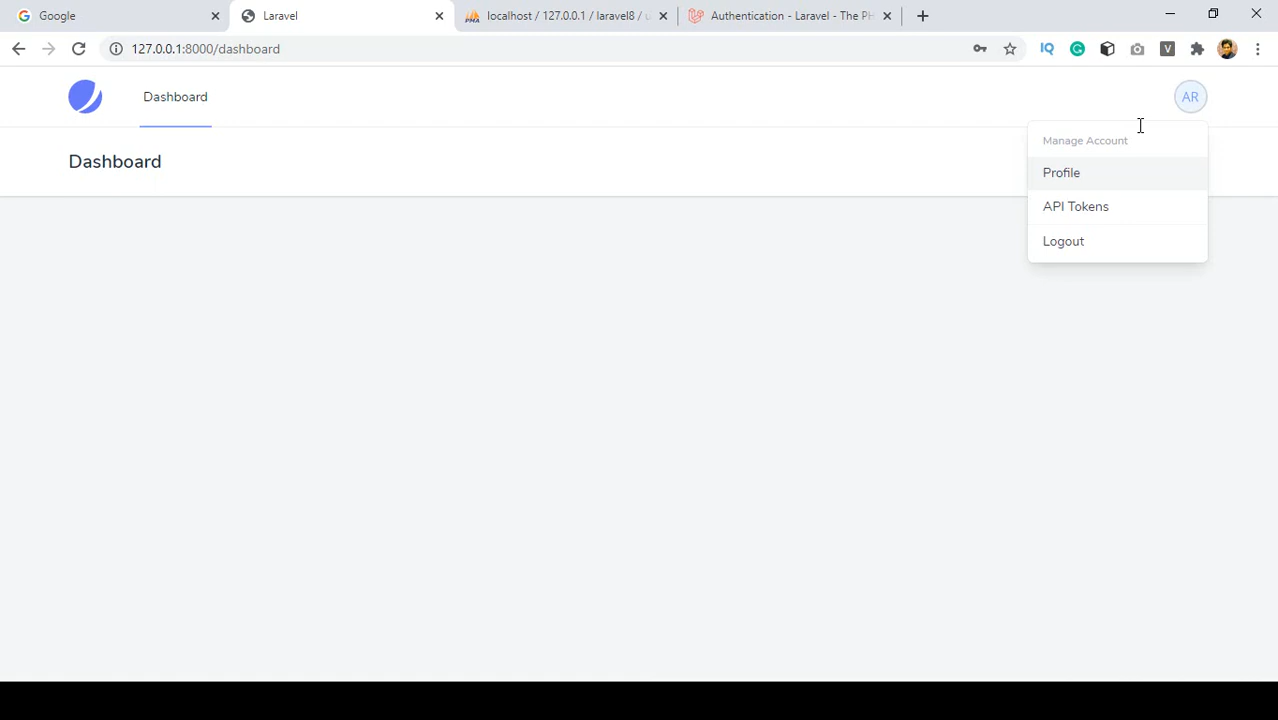 Google
Laravel
localhost / 127.0.0.1 / laravel8 / u
Authentication - Laravel - The PH
127.0.0.1:8000/dashboard
IQ
V
Dashboard
AR
Dashboard
Manage Account
Profile
API Tokens
Logout